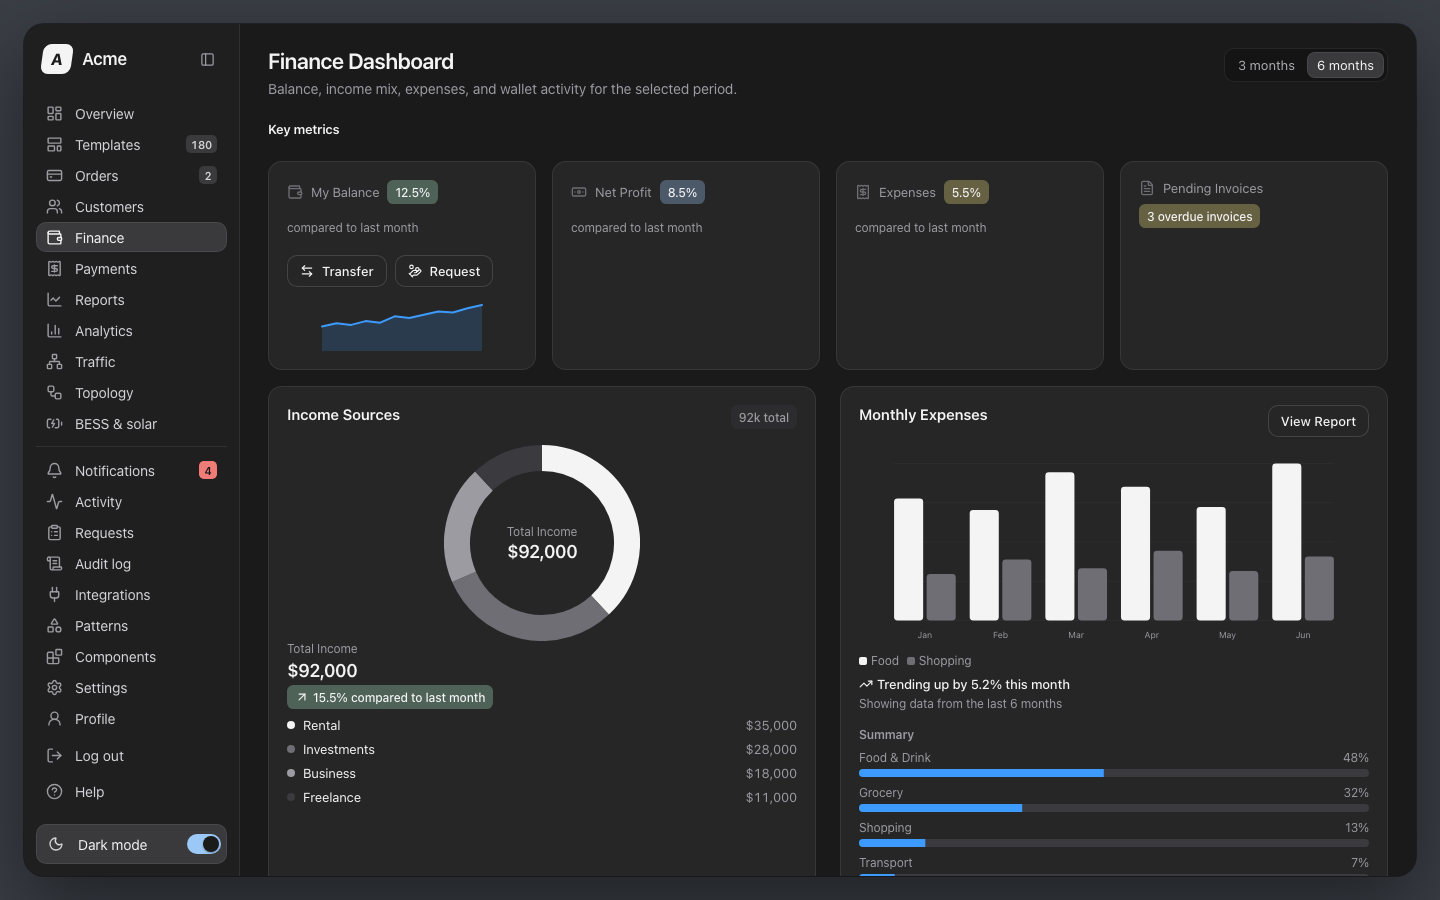 A Acme
Overview
Templates 180
Orders 2
Customers
Finance
Payments
Reports
Analytics
Traffic
Topology
BESS & solar
Notifications 4
Activity
Requests
Audit log
Integrations
Patterns
Components
Settings
Profile
Log out
Help
Dark mode
Finance Dashboard
Balance, income mix, expenses, and wallet activity for the selected period.
3 months 6 months
Key metrics
My Balance 12.5%
compared to last month
Transfer Request
Net Profit 8.5%
compared to last month
Expenses 5.5%
compared to last month
Pending Invoices
3 overdue invoices
Income Sources 92k total
Total Income
$92,000
Total Income
$92,000
15.5% compared to last month
Rental $35,000
Investments $28,000
Business $18,000
Freelance $11,000
Monthly Expenses View Report
Jan Feb Mar Apr May Jun
Food Shopping
Trending up by 5.2% this month
Showing data from the last 6 months
Summary
Food & Drink 48%
Grocery 32%
Shopping 13%
Transport 7%